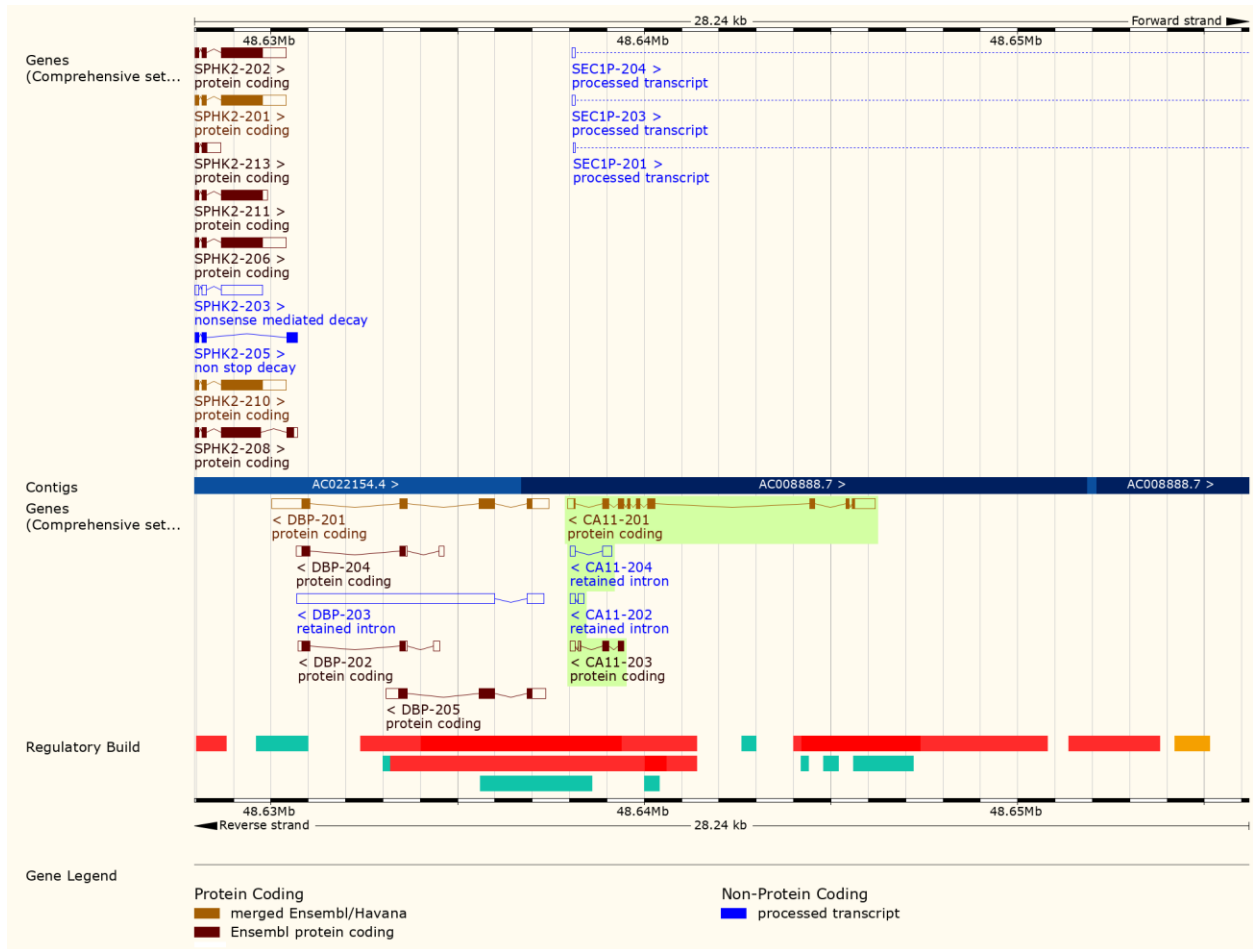 28.24 kb
Forward strand
48.63Mb 48.64Mb 48.65Mb
Genes
(Comprehensive set...
SPHK2-202 >
protein coding
SEC1P-204 >
processed transcript
SPHK2-201 >
protein coding
SEC1P-203 >
processed transcript
SPHK2-213 >
protein coding
SEC1P-201 >
processed transcript
SPHK2-211 >
protein coding
SPHK2-206 >
protein coding
SPHK2-203 >
nonsense mediated decay
SPHK2-205 >
non stop decay
SPHK2-210 >
protein coding
SPHK2-208 >
protein coding
Contigs
AC022154.4 > AC008888.7 > AC008888.7 >
Genes
(Comprehensive set...
< DBP-201
protein coding
< CA11-201
protein coding
< DBP-204
protein coding
< CA11-204
retained intron
< DBP-203
retained intron
< CA11-202
retained intron
< DBP-202
protein coding
< CA11-203
protein coding
< DBP-205
protein coding
Regulatory Build
48.63Mb 48.64Mb 48.65Mb
Reverse strand
28.24 kb
Gene Legend
Protein Coding
merged Ensembl/Havana
Ensembl protein coding
Non-Protein Coding
processed transcript